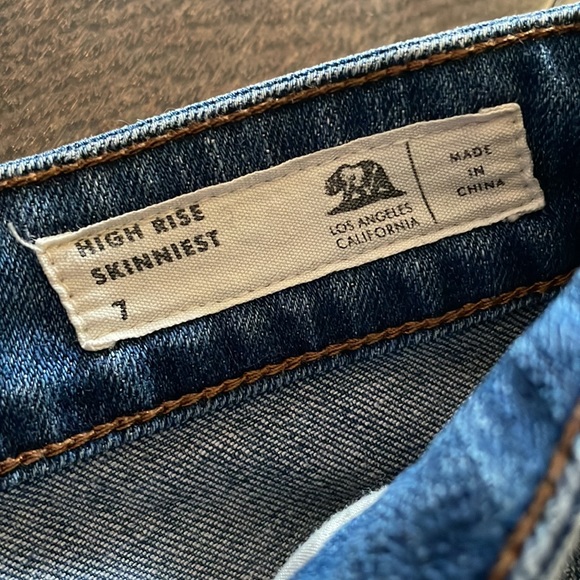 HIGH RISE
SKINNIEST
7
LOS ANGELES
CALIFORNIA
MADE
IN
CHINA